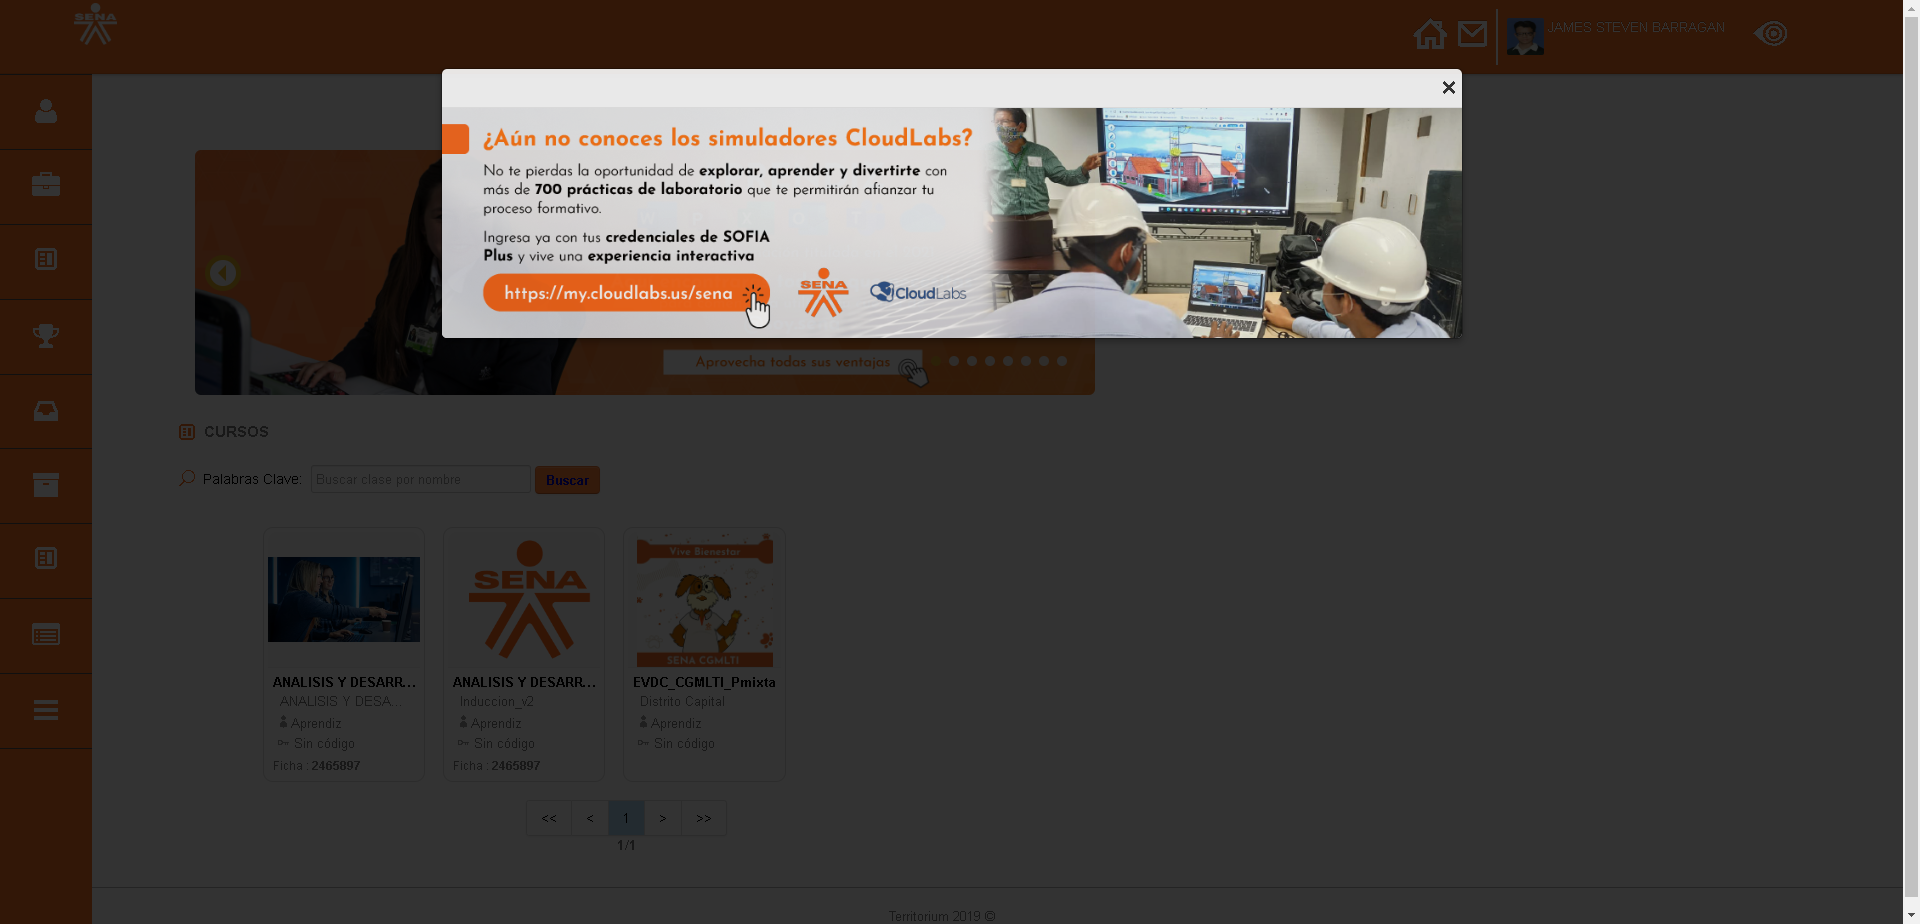 SENA
JAMES STEVEN BARRAGAN
×
¿Aún no conoces los simuladores CloudLabs?
No te pierdas la oportunidad de explorar, aprender y divertirte con
más de 700 prácticas de laboratorio que te permitirán afianzar tu
proceso formativo.
Ingresa ya con tus credenciales de SOFIA
Plus y vive una experiencia interactiva
https://my.cloudlabs.us/sena
SENA
CloudLabs
Aprovecha todas sus ventajas
CURSOS
Palabras Clave:
Buscar clase por nombre
Buscar
SENA
Vive Bienestar
SENA CGMLTI
ANALISIS Y DESARR...
ANALISIS Y DESA...
Aprendiz
Sin código
Ficha : 2465897
ANALISIS Y DESARR...
Induccion_v2
Aprendiz
Sin código
Ficha : 2465897
EVDC_CGMLTI_Pmixta
Distrito Capital
Aprendiz
Sin código
<< < 1 > >>
1/1
Territorium 2019 ©